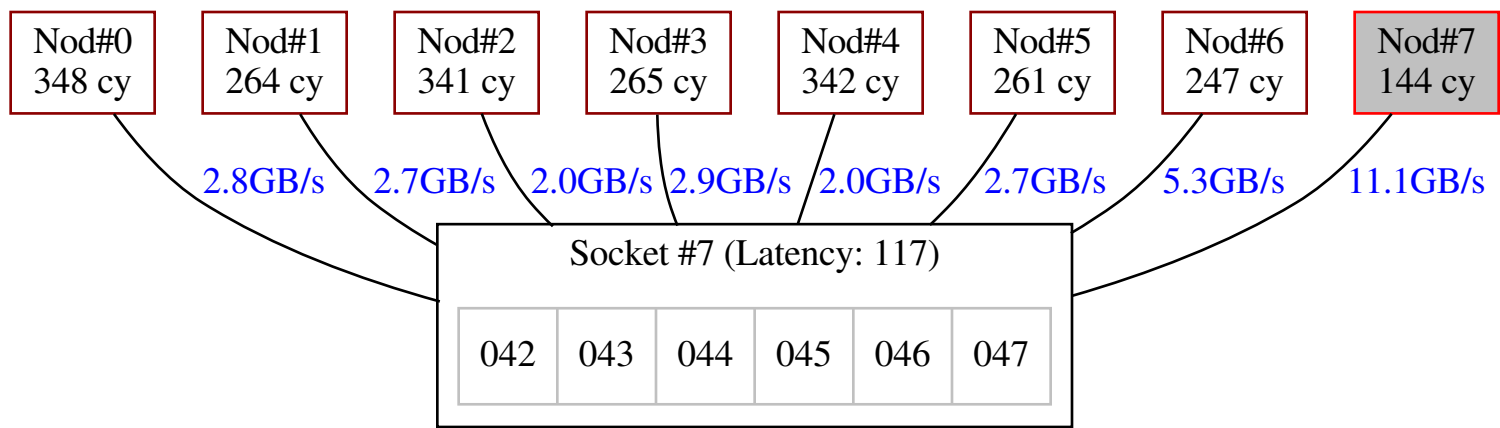 Nod#0
348 cy
Nod#1
264 cy
Nod#2
341 cy
Nod#3
265 cy
Nod#4
342 cy
Nod#5
261 cy
Nod#6
247 cy
Nod#7
144 cy
2.8GB/s
2.7GB/s
2.0GB/s
2.9GB/s
2.0GB/s
2.7GB/s
5.3GB/s
11.1GB/s
Socket #7 (Latency: 117)
042
043
044
045
046
047